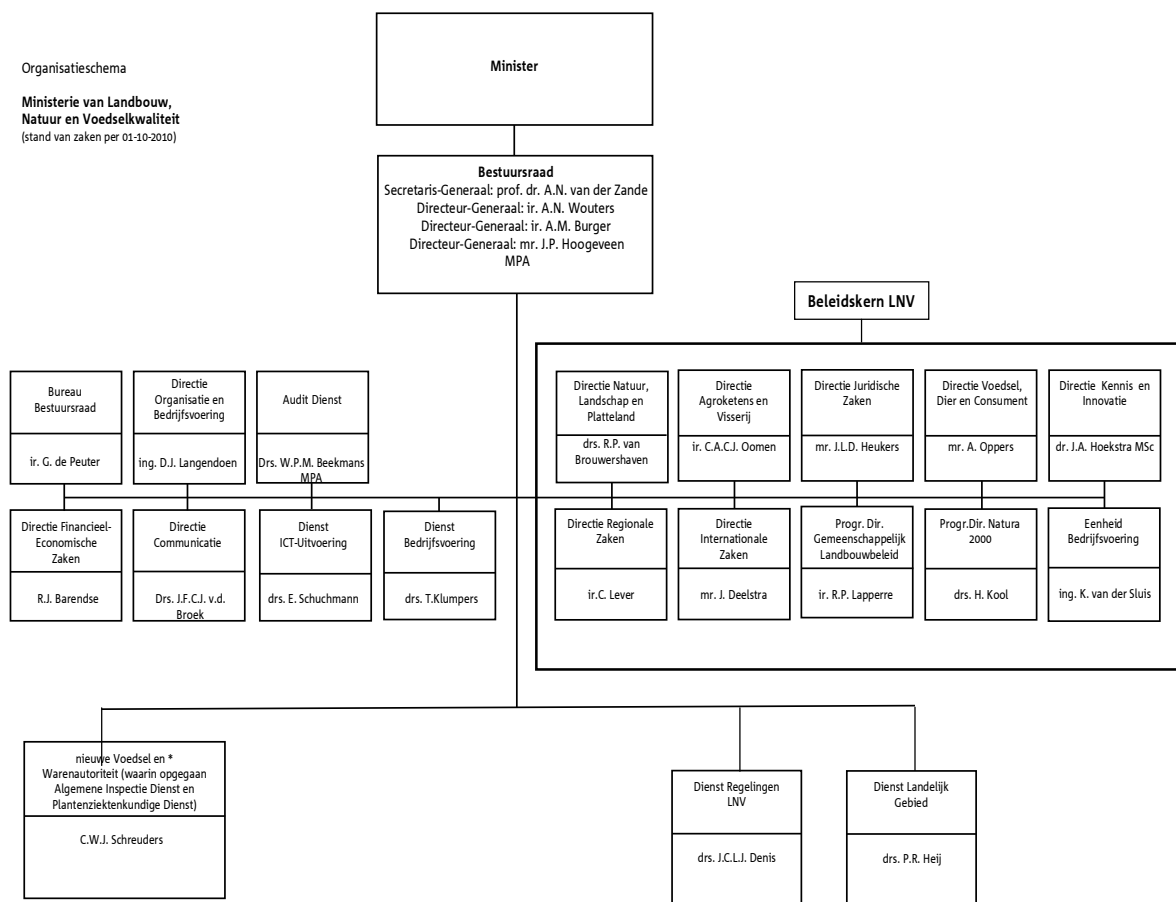 Organisatieschema
Ministerie van Landbouw,
Natuur en Voedselkwaliteit
(stand van zaken per 01-10-2010)
Minister
Bestuursraad
Secretaris-Generaal: prof. dr. A.N. van der Zande
Directeur-Generaal: ir. A.N. Wouters
Directeur-Generaal: ir. A.M. Burger
Directeur-Generaal: mr. J.P. Hoogeveen
MPA
Beleidskern LNV
Bureau
Bestuursraad
ir. G. de Peuter
Directie
Organisatie en
Bedrijfsvoering
ing. D.J. Langendoen
Audit Dienst
Drs. W.P.M. Beekmans
MPA
Directie Natuur,
Landschap en
Platteland
drs. R.P. van
Brouwershaven
Directie
Agroketens en
Visserij
ir. C.A.C.J. Oomen
Directie Juridische
Zaken
mr. J.L.D. Heukers
Directie Voedsel,
Dier en Consument
mr. A. Oppers
Directie Kennis en
Innovatie
dr. J.A. Hoekstra MSc
Directie Financieel-
Economische
Zaken
R.J. Barendse
Directie
Communicatie
Drs. J.F.C.J. v.d.
Broek
Dienst
ICT-Uitvoering
drs. E. Schuchmann
Dienst
Bedrijfsvoering
drs. T.Klumpers
Directie Regionale
Zaken
ir.C. Lever
Directie
Internationale
Zaken
mr. J. Deelstra
Progr. Dir.
Gemeenschappelijk
Landbouwbeleid
ir. R.P. Lapperre
Progr.Dir. Natura
2000
drs. H. Kool
Eenheid
Bedrijfsvoering
ing. K. van der Sluis
nieuwe Voedsel en *
Warenautoriteit (waarin opgegaan
Algemene Inspectie Dienst en
Plantenziektenkundige Dienst)
C.W.J. Schreuders
Dienst Regelingen
LNV
drs. J.C.L.J. Denis
Dienst Landelijk
Gebied
drs. P.R. Heij